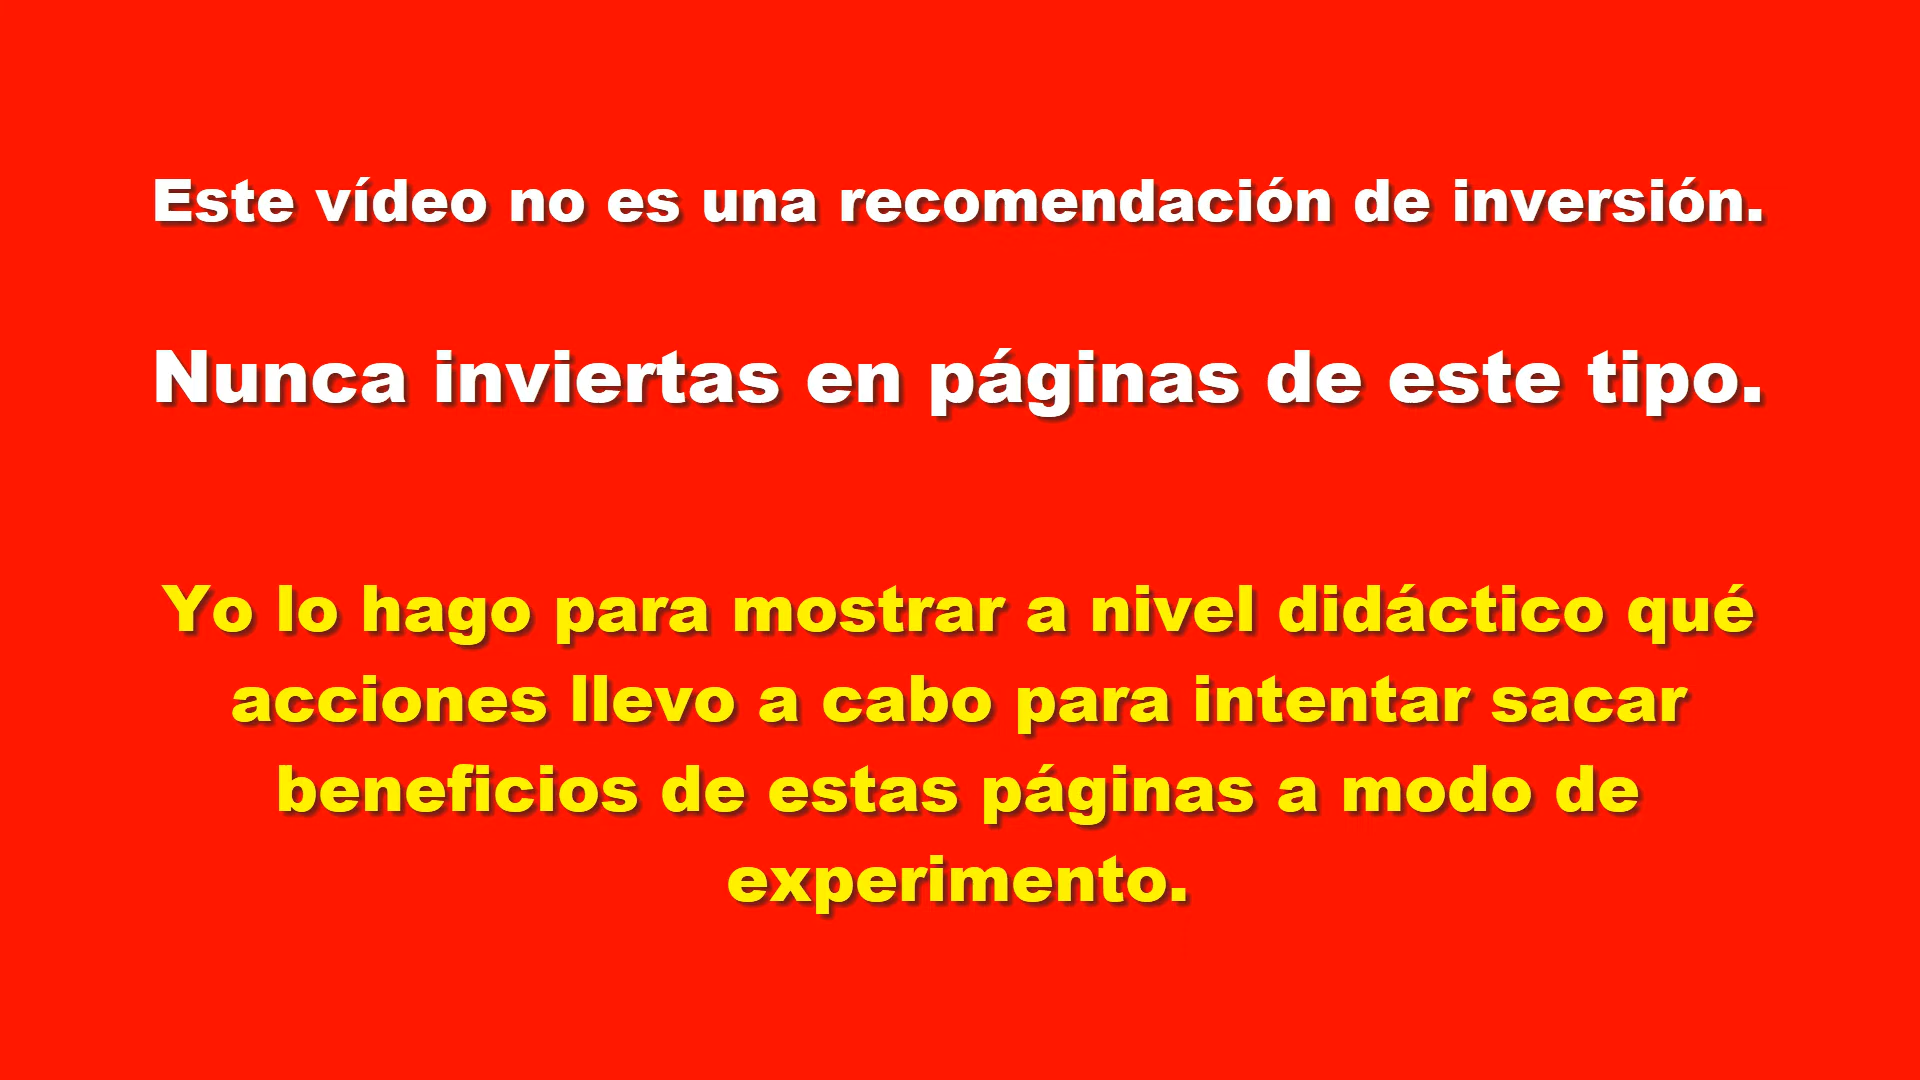 Este vídeo no es una recomendación de inversión.
Nunca inviertas en páginas de este tipo.
Yo lo hago para mostrar a nivel didáctico qué
acciones llevo a cabo para intentar sacar
beneficios de estas páginas a modo de
experimento.